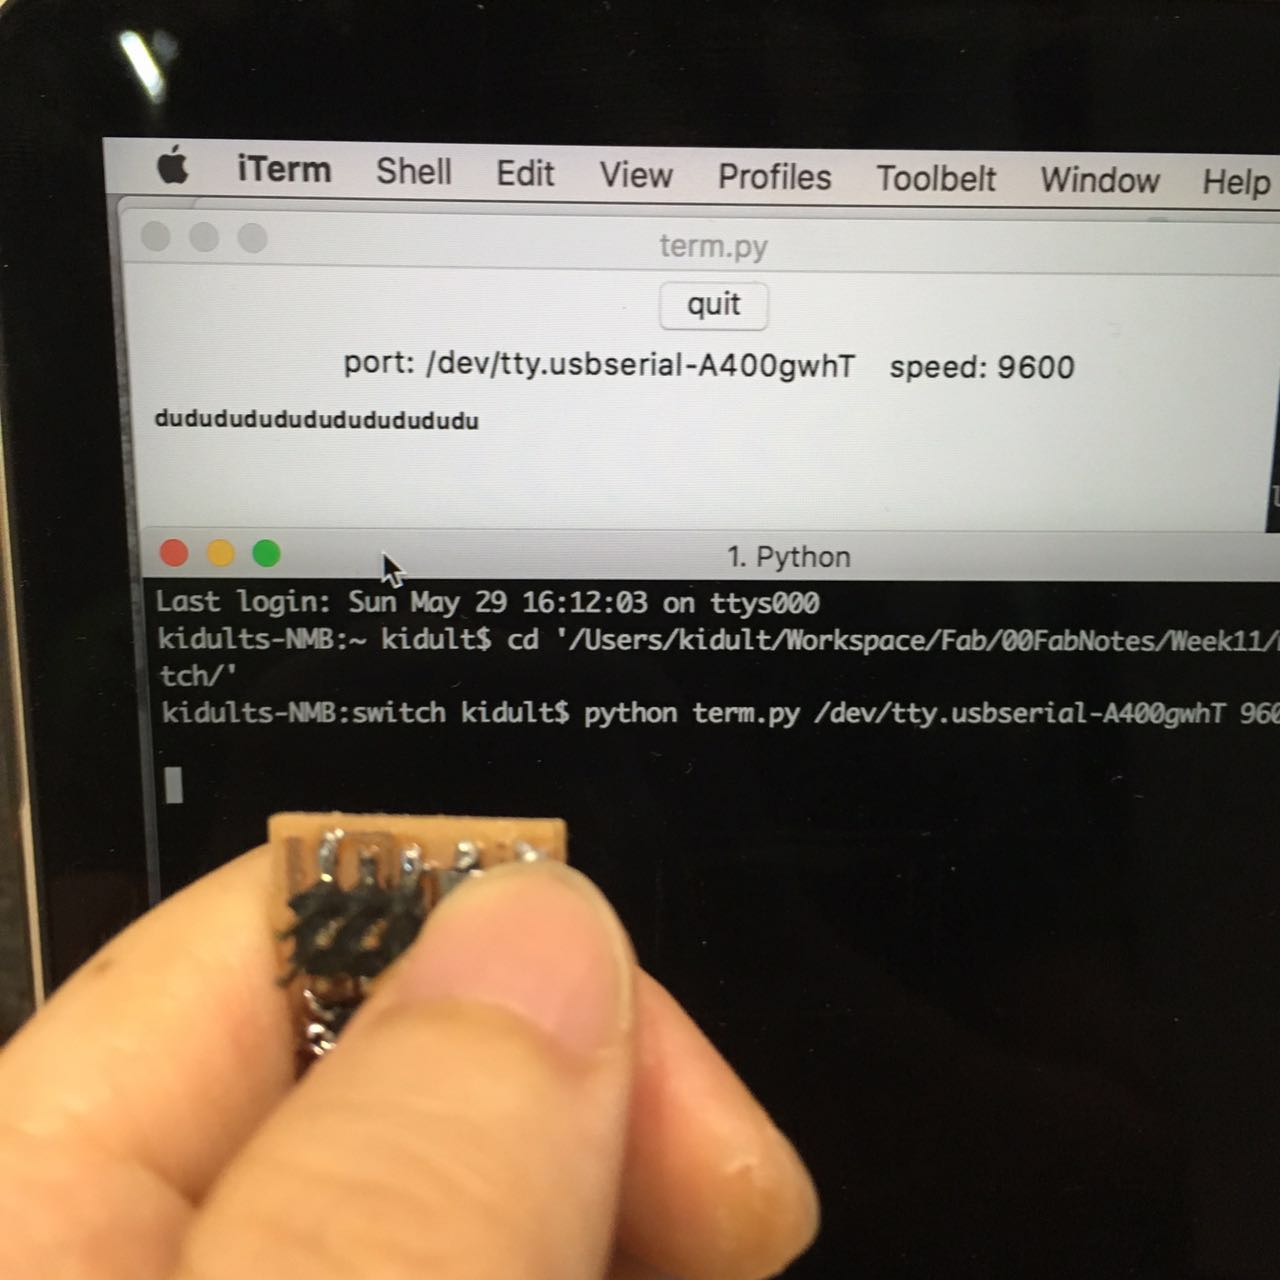 iTerm Shell Edit View Profiles Toolbelt Window Help
term.py
quit
port: /dev/tty.usbserial-A400gwhT speed: 9600
dududududududududududu
1. Python
Last login: Sun May 29 16:12:03 on ttys000
kidults-NMB:~ kidult$ cd '/Users/kidult/Workspace/Fab/00FabNotes/Week11/
tch/'
kidults-NMB:switch kidult$ python term.py /dev/tty.usbserial-A400gwhT 960